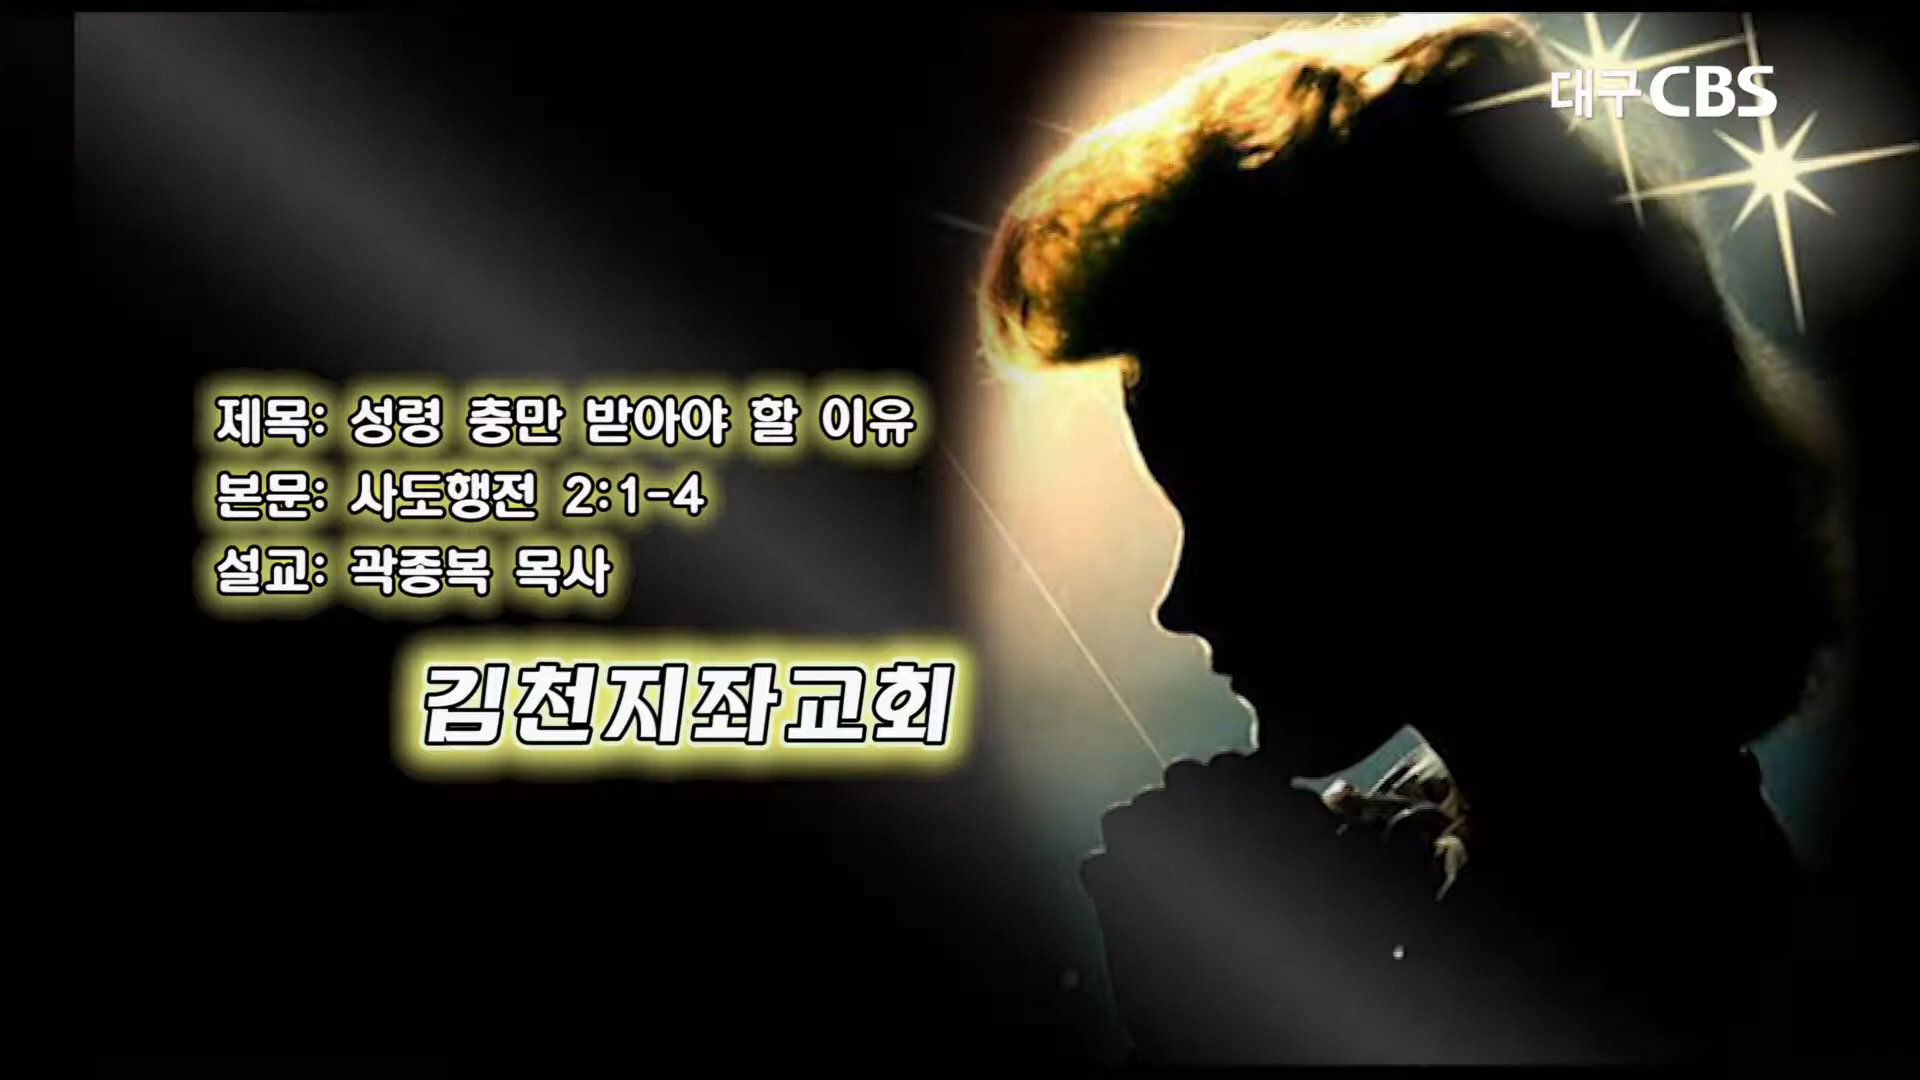 대구CBS
제목: 성령 충만 받아야 할 이유
본문: 사도행전 2:1-4
설교: 곽종복 목사
김천지좌교회